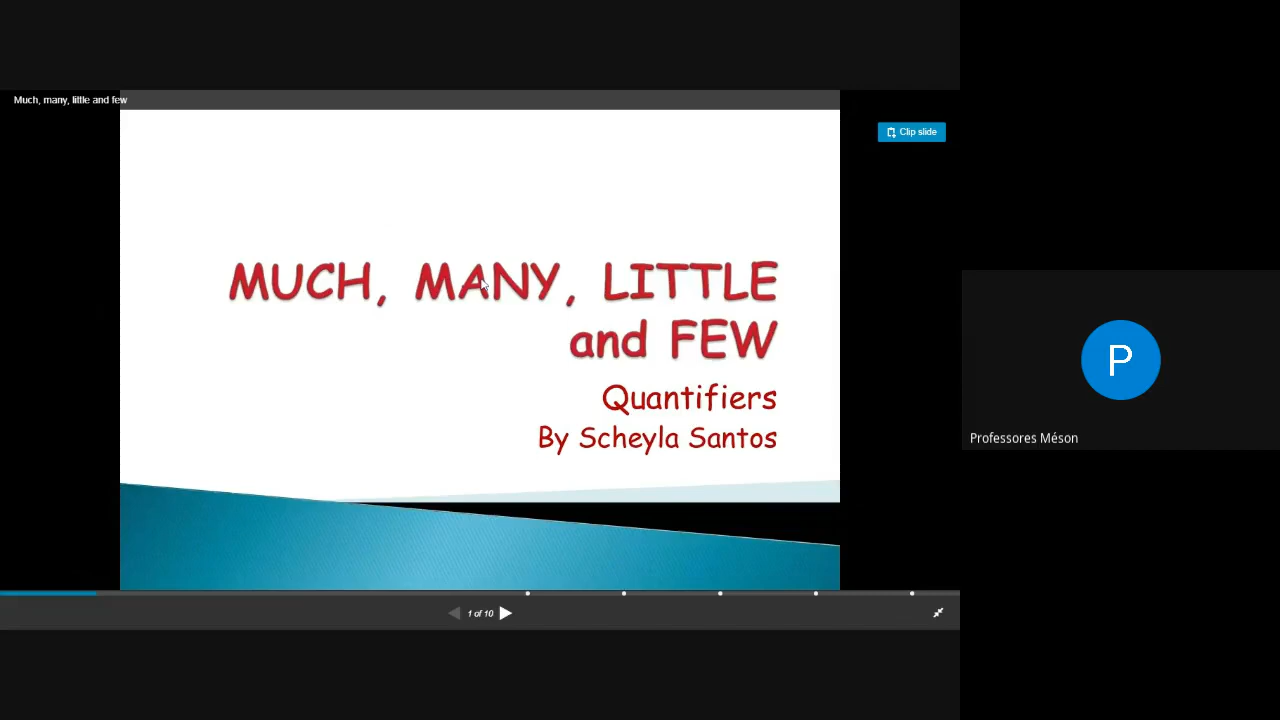 Much, many, little and few
Clip slide
MUCH, MANY, LITTLE
and FEW
Quantifiers
By Scheyla Santos
P
Professores Méson
1 of 10